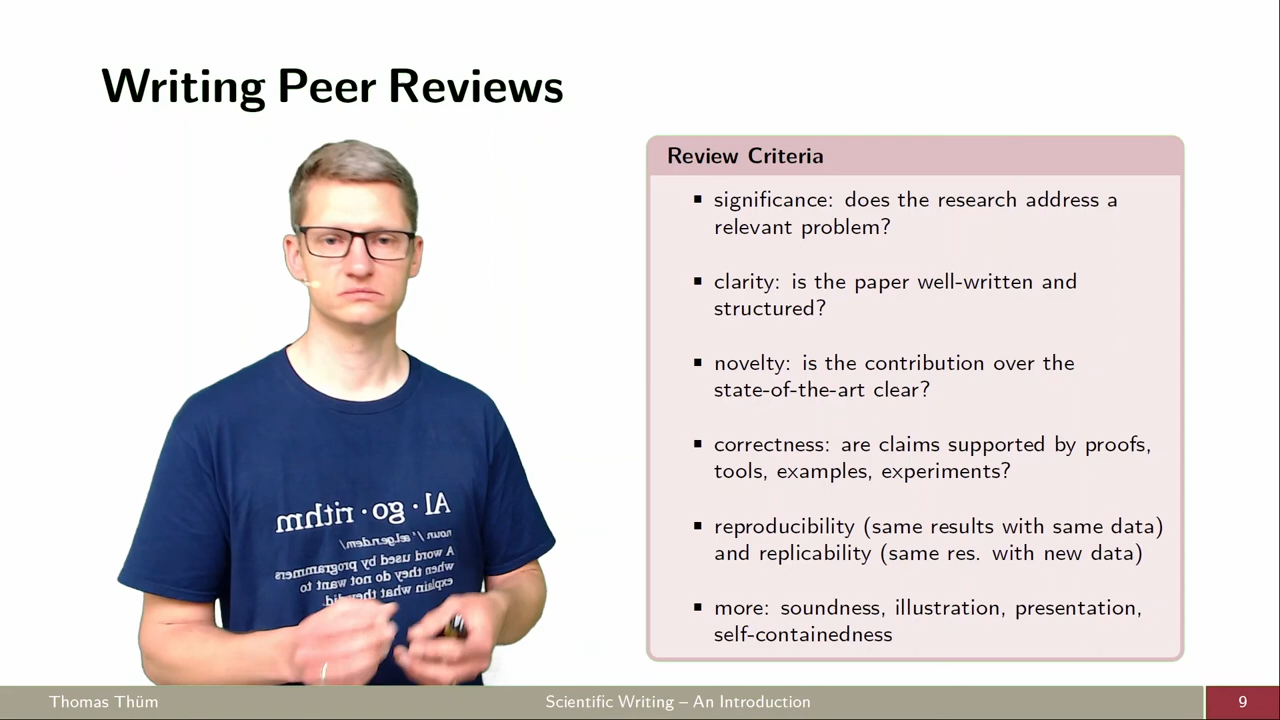 Writing Peer Reviews
Review Criteria
▪ significance: does the research address a
relevant problem?
▪ clarity: is the paper well-written and
structured?
▪ novelty: is the contribution over the
state-of-the-art clear?
▪ correctness: are claims supported by proofs,
tools, examples, experiments?
▪ reproducibility (same results with same data)
and replicability (same res. with new data)
▪ more: soundness, illustration, presentation,
self-containedness
Al·go·rithm
noun
A word used by programmers
when they do not want to
explain what they did.
Thomas Thüm
Scientific Writing – An Introduction
9